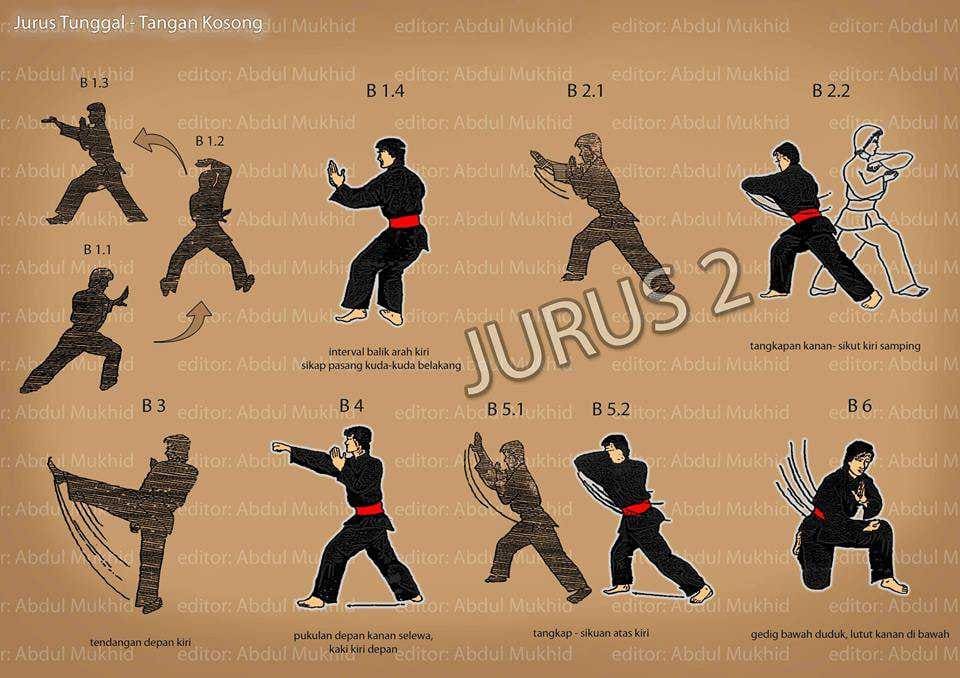 Jurus Tunggal - Tangan Kosong
B 1.3
B 1.2
B 1.1
B 1.4
interval balik arah kiri
sikap pasang kuda-kuda belakang
B 2.1
B 2.2
tangkapan kanan- sikut kiri samping
JURUS 2
B 3
tendangan depan kiri
B 4
pukulan depan kanan selewa,
kaki kiri depan
B 5.1
B 5.2
tangkap - sikuan atas kiri
B 6
gedig bawah duduk, lutut kanan di bawah
editor: Abdul Mukhid